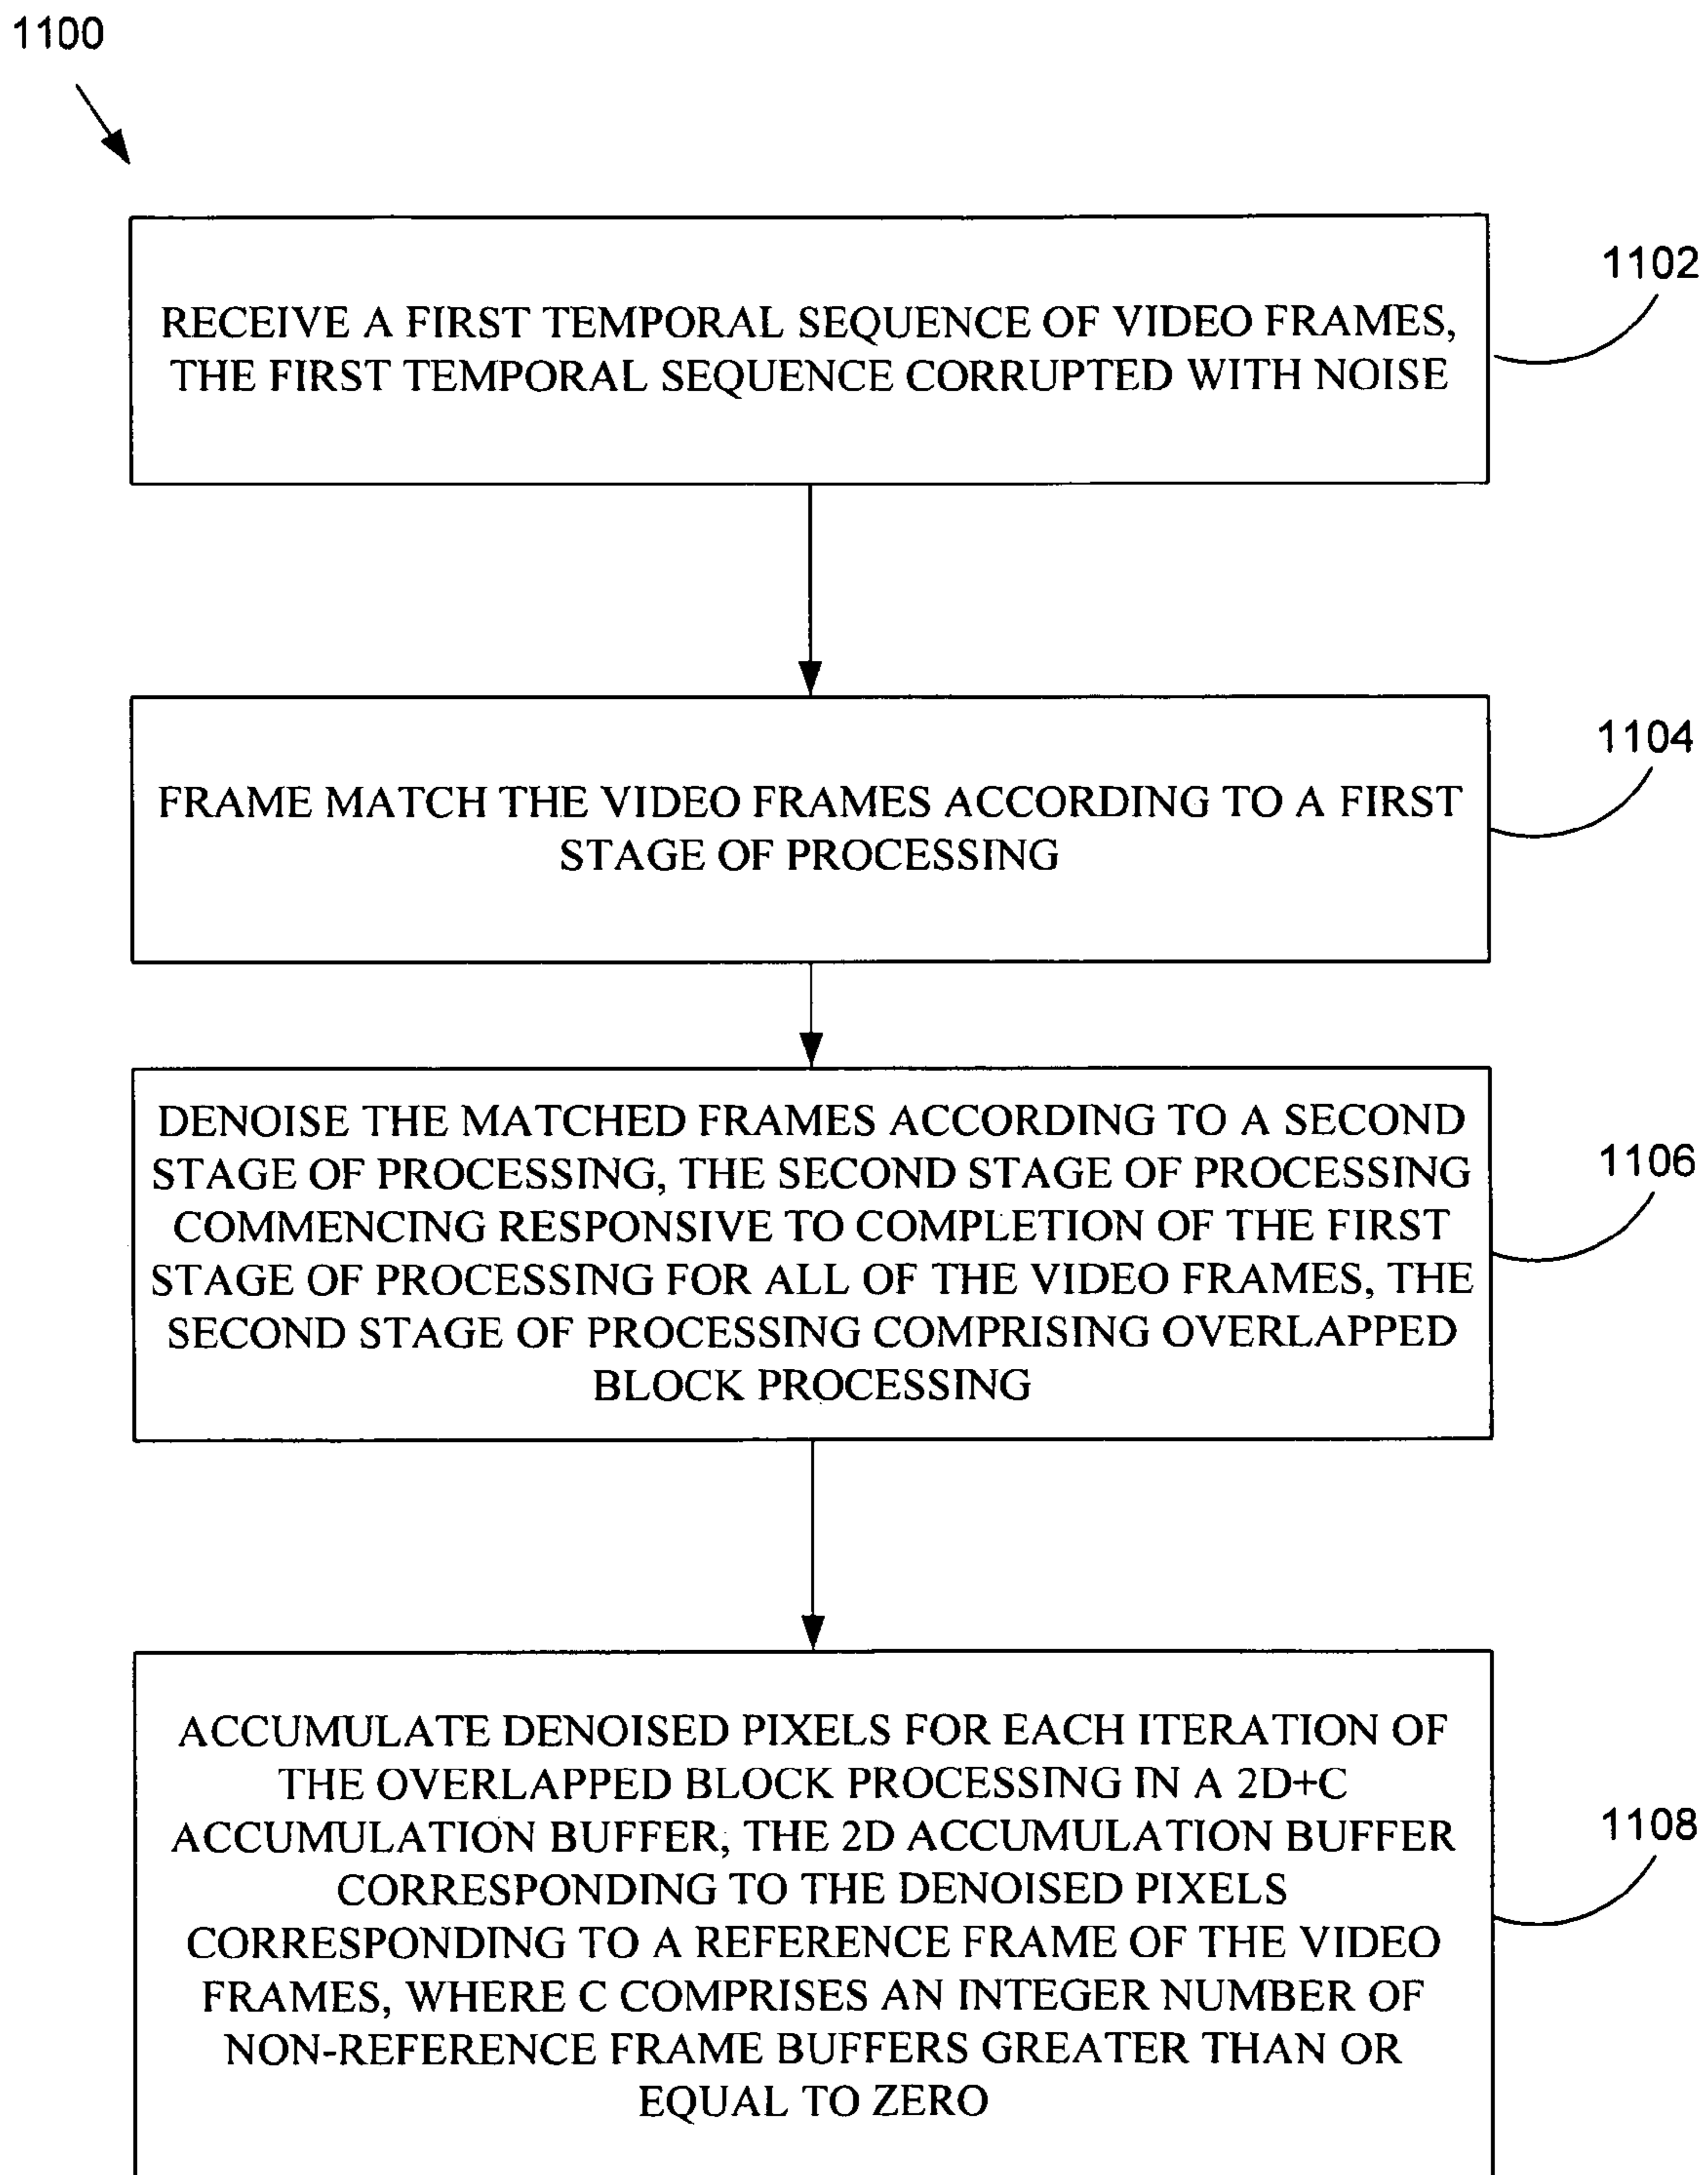 1100
RECEIVE A FIRST TEMPORAL SEQUENCE OF VIDEO FRAMES,
THE FIRST TEMPORAL SEQUENCE CORRUPTED WITH NOISE
1102
FRAME MATCH THE VIDEO FRAMES ACCORDING TO A FIRST
STAGE OF PROCESSING
1104
DENOISE THE MATCHED FRAMES ACCORDING TO A SECOND
STAGE OF PROCESSING, THE SECOND STAGE OF PROCESSING
COMMENCING RESPONSIVE TO COMPLETION OF THE FIRST
STAGE OF PROCESSING FOR ALL OF THE VIDEO FRAMES, THE
SECOND STAGE OF PROCESSING COMPRISING OVERLAPPED
BLOCK PROCESSING
1106
ACCUMULATE DENOISED PIXELS FOR EACH ITERATION OF
THE OVERLAPPED BLOCK PROCESSING IN A 2D+C
ACCUMULATION BUFFER, THE 2D ACCUMULATION BUFFER
CORRESPONDING TO THE DENOISED PIXELS
CORRESPONDING TO A REFERENCE FRAME OF THE VIDEO
FRAMES, WHERE C COMPRISES AN INTEGER NUMBER OF
NON-REFERENCE FRAME BUFFERS GREATER THAN OR
EQUAL TO ZERO
1108